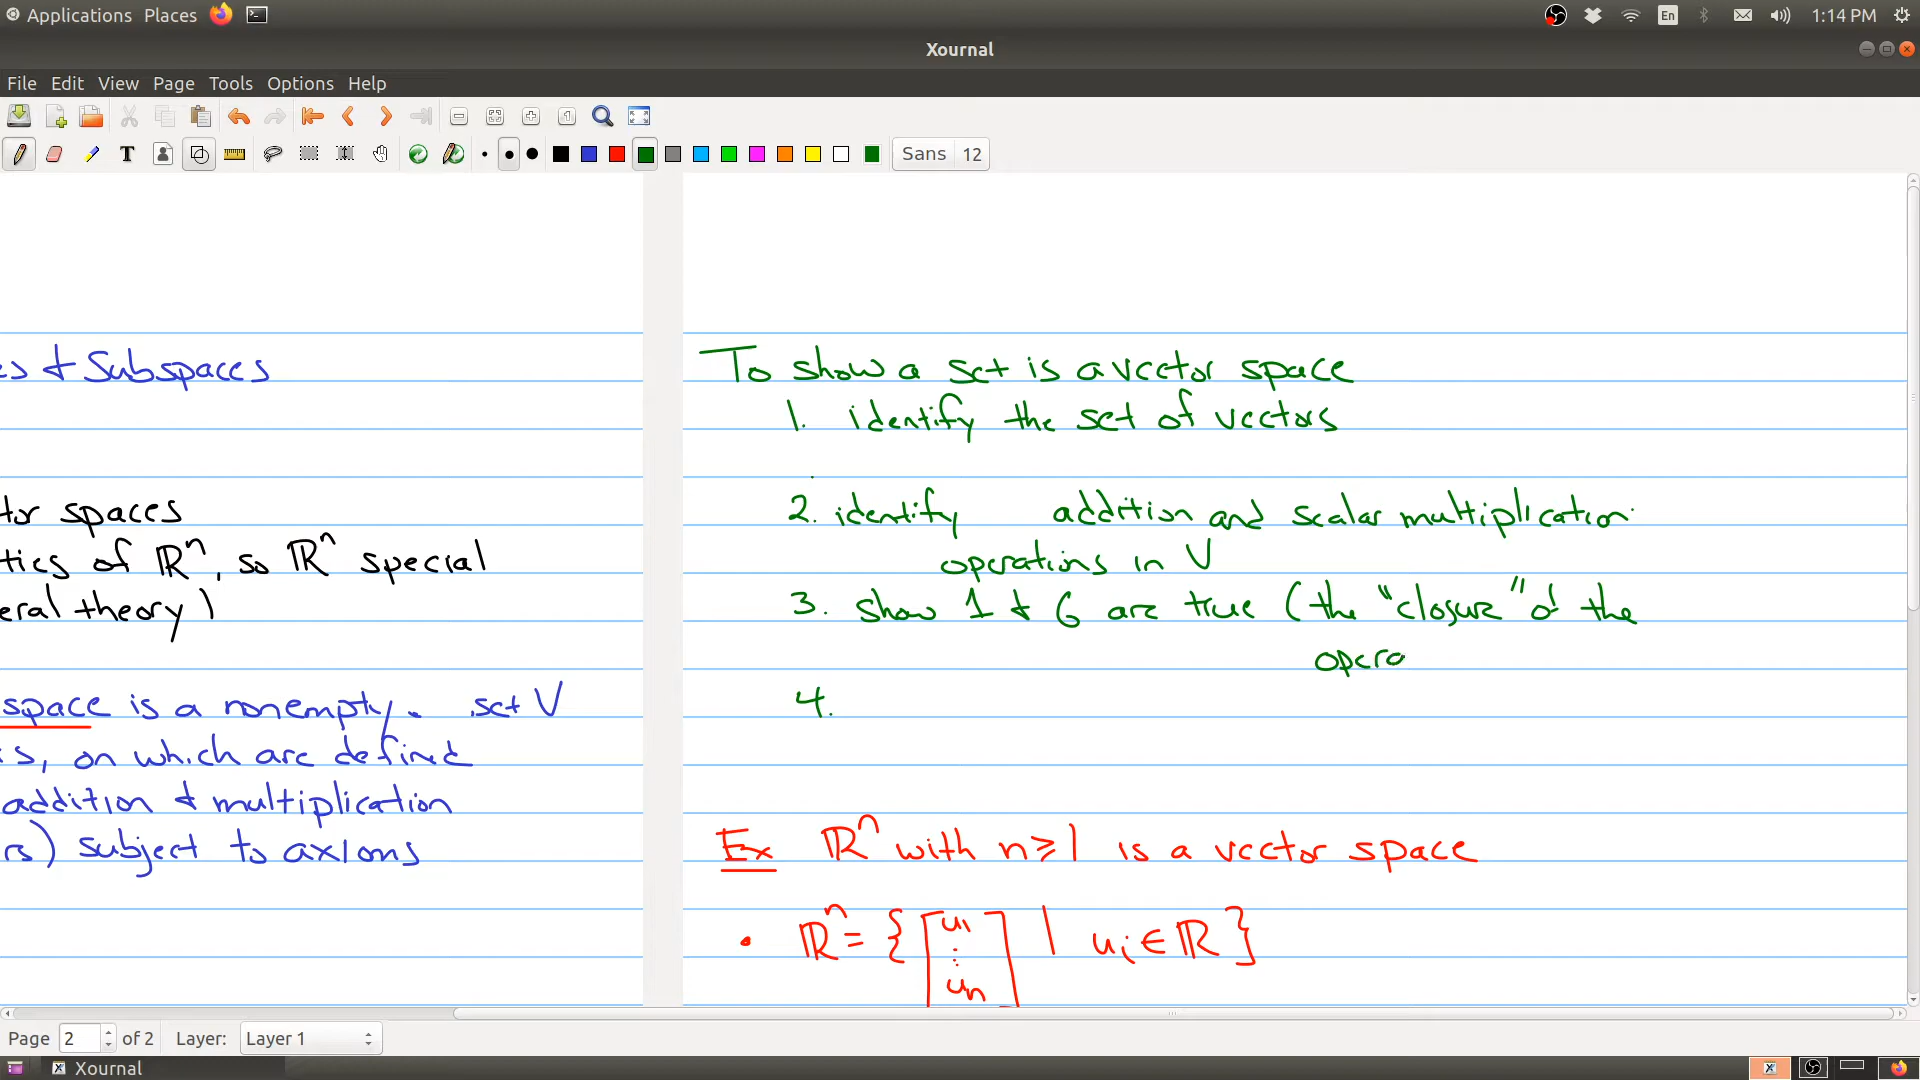 Applications Places En 1:14 PM
Xournal
File Edit View Page Tools Options Help
Sans 12
es & Subspaces
tor spaces
tics of ℝⁿ, so ℝⁿ special
eral theory)
space is a nonempty set V
s, on which are defined
addition & multiplication
rs) subject to axioms
To show a set is a vector space
1. identify the set of vectors
2. identify addition and scalar multiplication
operations in V
3. show 1 & 6 are true (the "closure" of the
opera
4.
Ex ℝⁿ with n≥1 is a vector space
• ℝⁿ = { [u₁ ⋮ uₙ] | uᵢ ∈ ℝ }
Page 2 of 2 Layer: Layer 1
Xournal